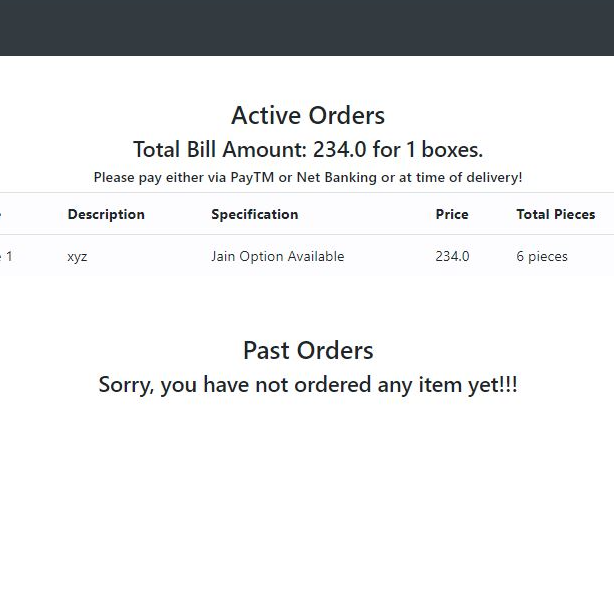 Active Orders
Total Bill Amount: 234.0 for 1 boxes.
Please pay either via PayTM or Net Banking or at time of delivery!
Description Specification Price Total Pieces
1 xyz Jain Option Available 234.0 6 pieces
Past Orders
Sorry, you have not ordered any item yet!!!